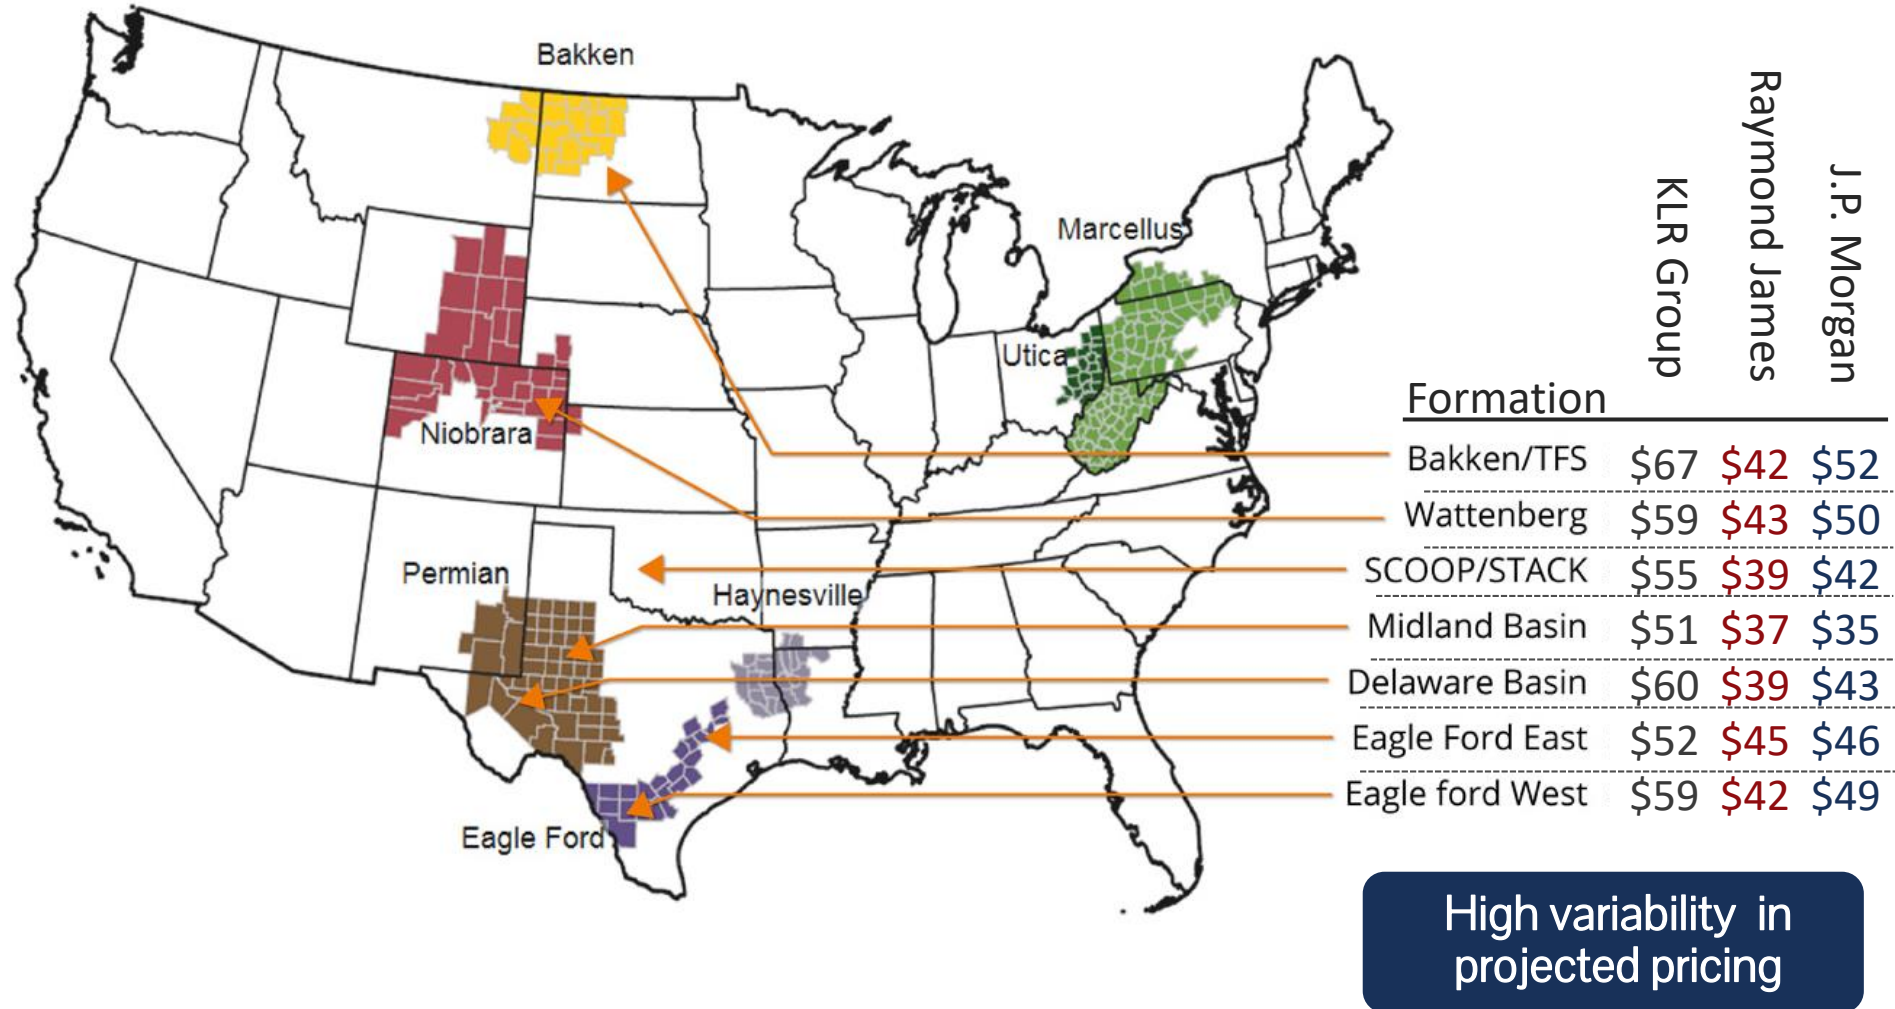 Bakken
Marcellus
Utica
Niobrara
Permian
Haynesville
Eagle Ford
KLR Group
Raymond James
J.P. Morgan
Formation
Bakken/TFS $67 $42 $52
Wattenberg $59 $43 $50
SCOOP/STACK $55 $39 $42
Midland Basin $51 $37 $35
Delaware Basin $60 $39 $43
Eagle Ford East $52 $45 $46
Eagle ford West $59 $42 $49
High variability in
projected pricing